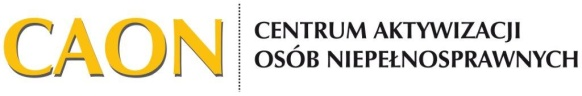 CAON
CENTRUM AKTYWIZACJI
OSÓB NIEPEŁNOSPRAWNYCH